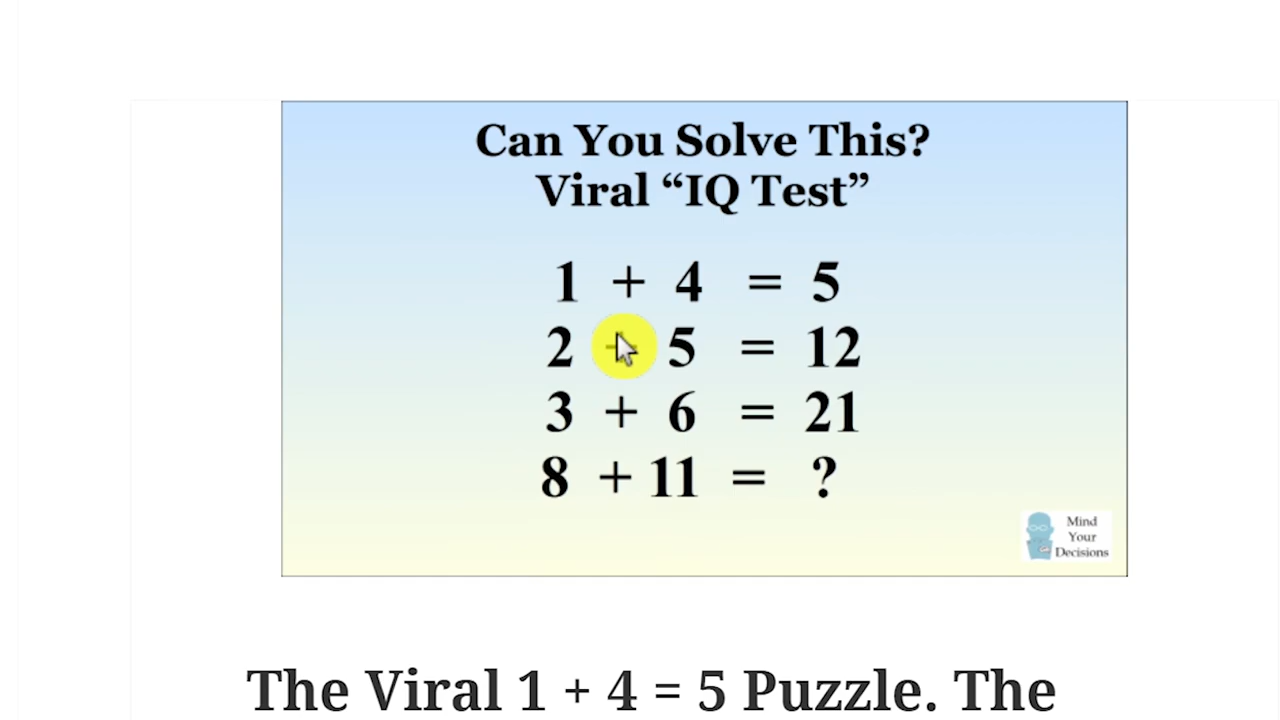 Can You Solve This?
Viral “IQ Test”
1 + 4 = 5
2 + 5 = 12
3 + 6 = 21
8 + 11 = ?
Mind
Your
Decisions
The Viral 1 + 4 = 5 Puzzle. The